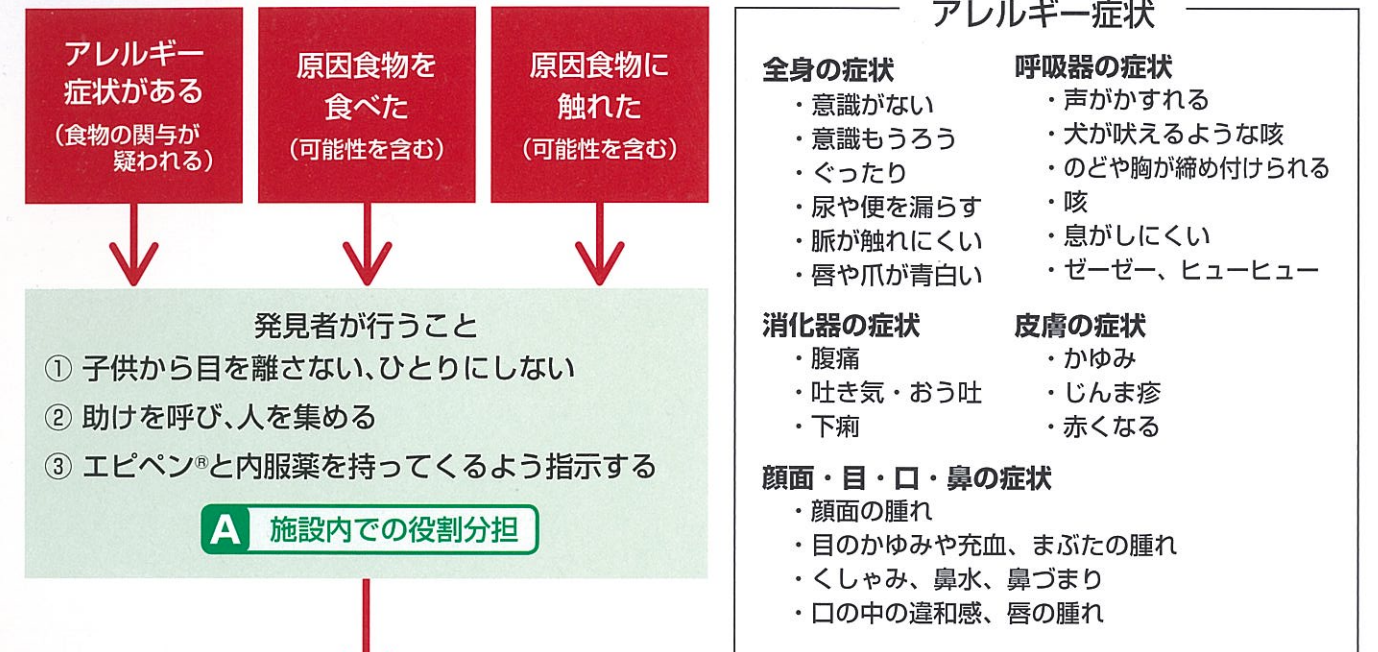 アレルギー
症状がある
(食物の関与が
疑われる)
原因食物を
食べた
(可能性を含む)
原因食物に
触れた
(可能性を含む)
発見者が行うこと
① 子供から目を離さない、ひとりにしない
② 助けを呼び、人を集める
③ エピペン®と内服薬を持ってくるよう指示する
A 施設内での役割分担
アレルギー症状
全身の症状
・意識がない
・意識もうろう
・ぐったり
・尿や便を漏らす
・脈が触れにくい
・唇や爪が青白い
呼吸器の症状
・声がかすれる
・犬が吠えるような咳
・のどや胸が締め付けられる
・咳
・息がしにくい
・ゼーゼー、ヒューヒュー
消化器の症状
・腹痛
・吐き気・おう吐
・下痢
皮膚の症状
・かゆみ
・じんま疹
・赤くなる
顔面・目・口・鼻の症状
・顔面の腫れ
・目のかゆみや充血、まぶたの腫れ
・くしゃみ、鼻水、鼻づまり
・口の中の違和感、唇の腫れ